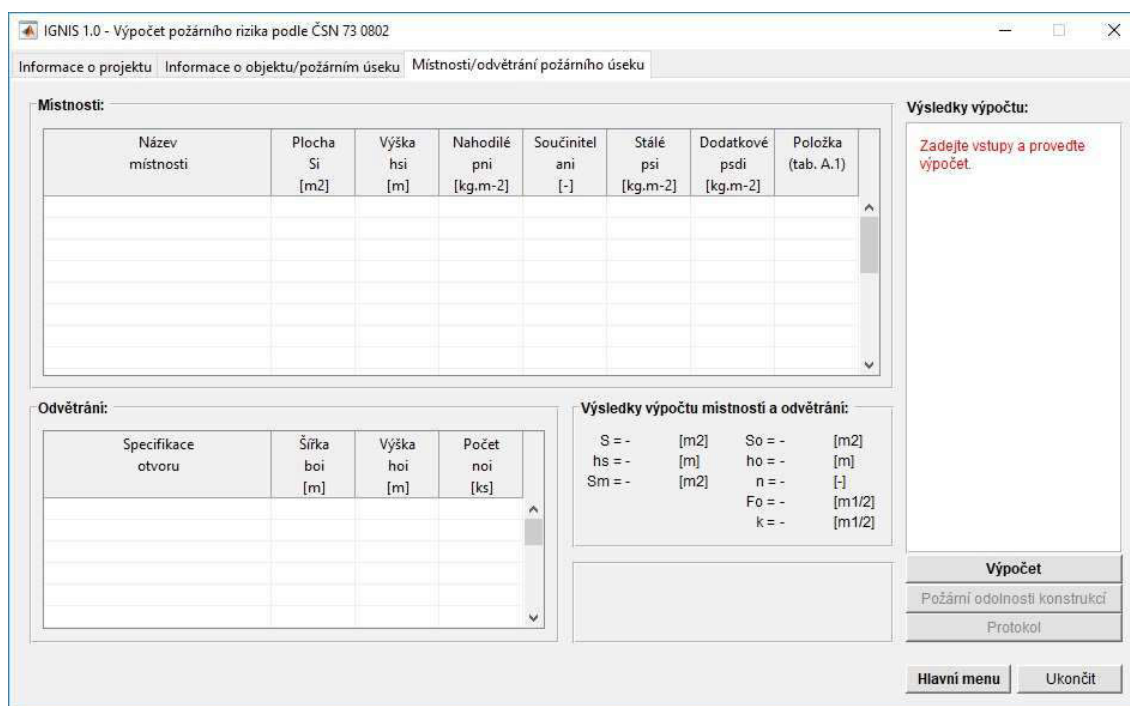 IGNIS 1.0 - Výpočet požárního rizika podle ČSN 73 0802
Informace o projektu Informace o objektu/požárním úseku Místnosti/odvětrání požárního úseku
Místnosti:
Název místnosti
Plocha Si [m2]
Výška hsi [m]
Nahodilé pni [kg.m-2]
Součinitel ani [-]
Stálé psi [kg.m-2]
Dodatkové psdi [kg.m-2]
Položka (tab. A.1)
Výsledky výpočtu:
Zadejte vstupy a proveďte
výpočet.
Odvětrání:
Specifikace otvoru
Šířka boi [m]
Výška hoi [m]
Počet noi [ks]
Výsledky výpočtu místností a odvětrání:
S = - [m2] So = - [m2]
hs = - [m] ho = - [m]
Sm = - [m2] n = - [-]
Fo = - [m1/2]
k = - [m1/2]
Výpočet
Požární odolnosti konstrukcí
Protokol
Hlavní menu Ukončit